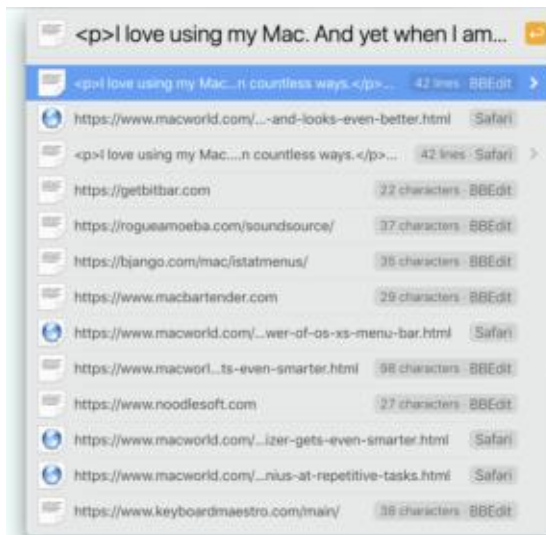 <p>I love using my Mac. And yet when I am...
<p>I love using my Mac...n countless ways.</p>... 42 lines BBEdit
https://www.macworld.com/...-and-looks-even-better.html Safari
<p>I love using my Mac....n countless ways.</p>... 42 lines Safari
https://getbitbar.com 22 characters BBEdit
https://rogueamoeba.com/soundsource/ 37 characters BBEdit
https://bjango.com/mac/istatmenus/ 35 characters BBEdit
https://www.macbartender.com 29 characters BBEdit
https://www.macworld.com/...wer-of-os-xs-menu-bar.html Safari
https://www.macworl...ts-even-smarter.html 98 characters BBEdit
https://www.noodlesoft.com 27 characters BBEdit
https://www.macworld.com/...izer-gets-even-smarter.html Safari
https://www.macworld.com/...nius-at-repetitive-tasks.html Safari
https://www.keyboardmaestro.com/main/ 38 characters BBEdit